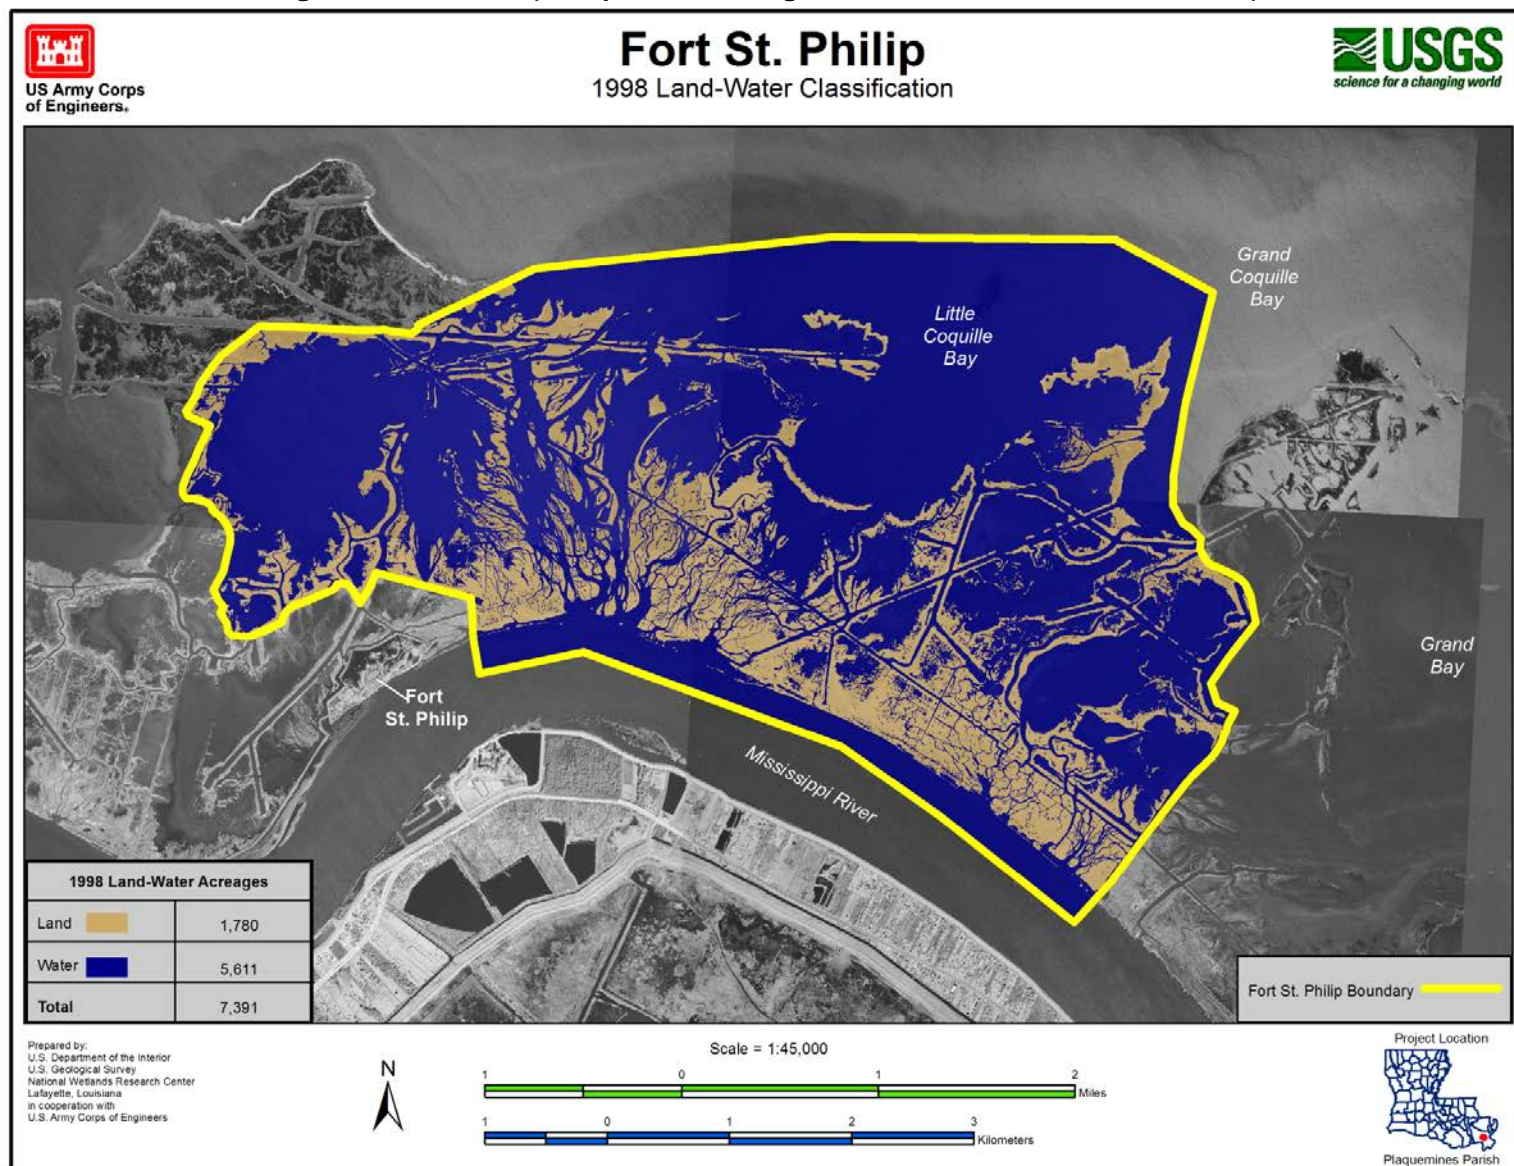 Fort St. Philip
1998 Land-Water Classification
US Army Corps
of Engineers®
USGS
science for a changing world
Grand
Coquille
Bay
Little
Coquille
Bay
Grand
Bay
Fort
St. Philip
Mississippi River
1998 Land-Water Acreages
Land 1,780
Water 5,611
Total 7,391
Fort St. Philip Boundary
Prepared by:
U.S. Department of the Interior
U.S. Geological Survey
National Wetlands Research Center
Lafayette, Louisiana
in cooperation with
U.S. Army Corps of Engineers
N
Scale = 1:45,000
1 0 1 2
Miles
1 0 1 2 3
Kilometers
Project Location
Plaquemines Parish